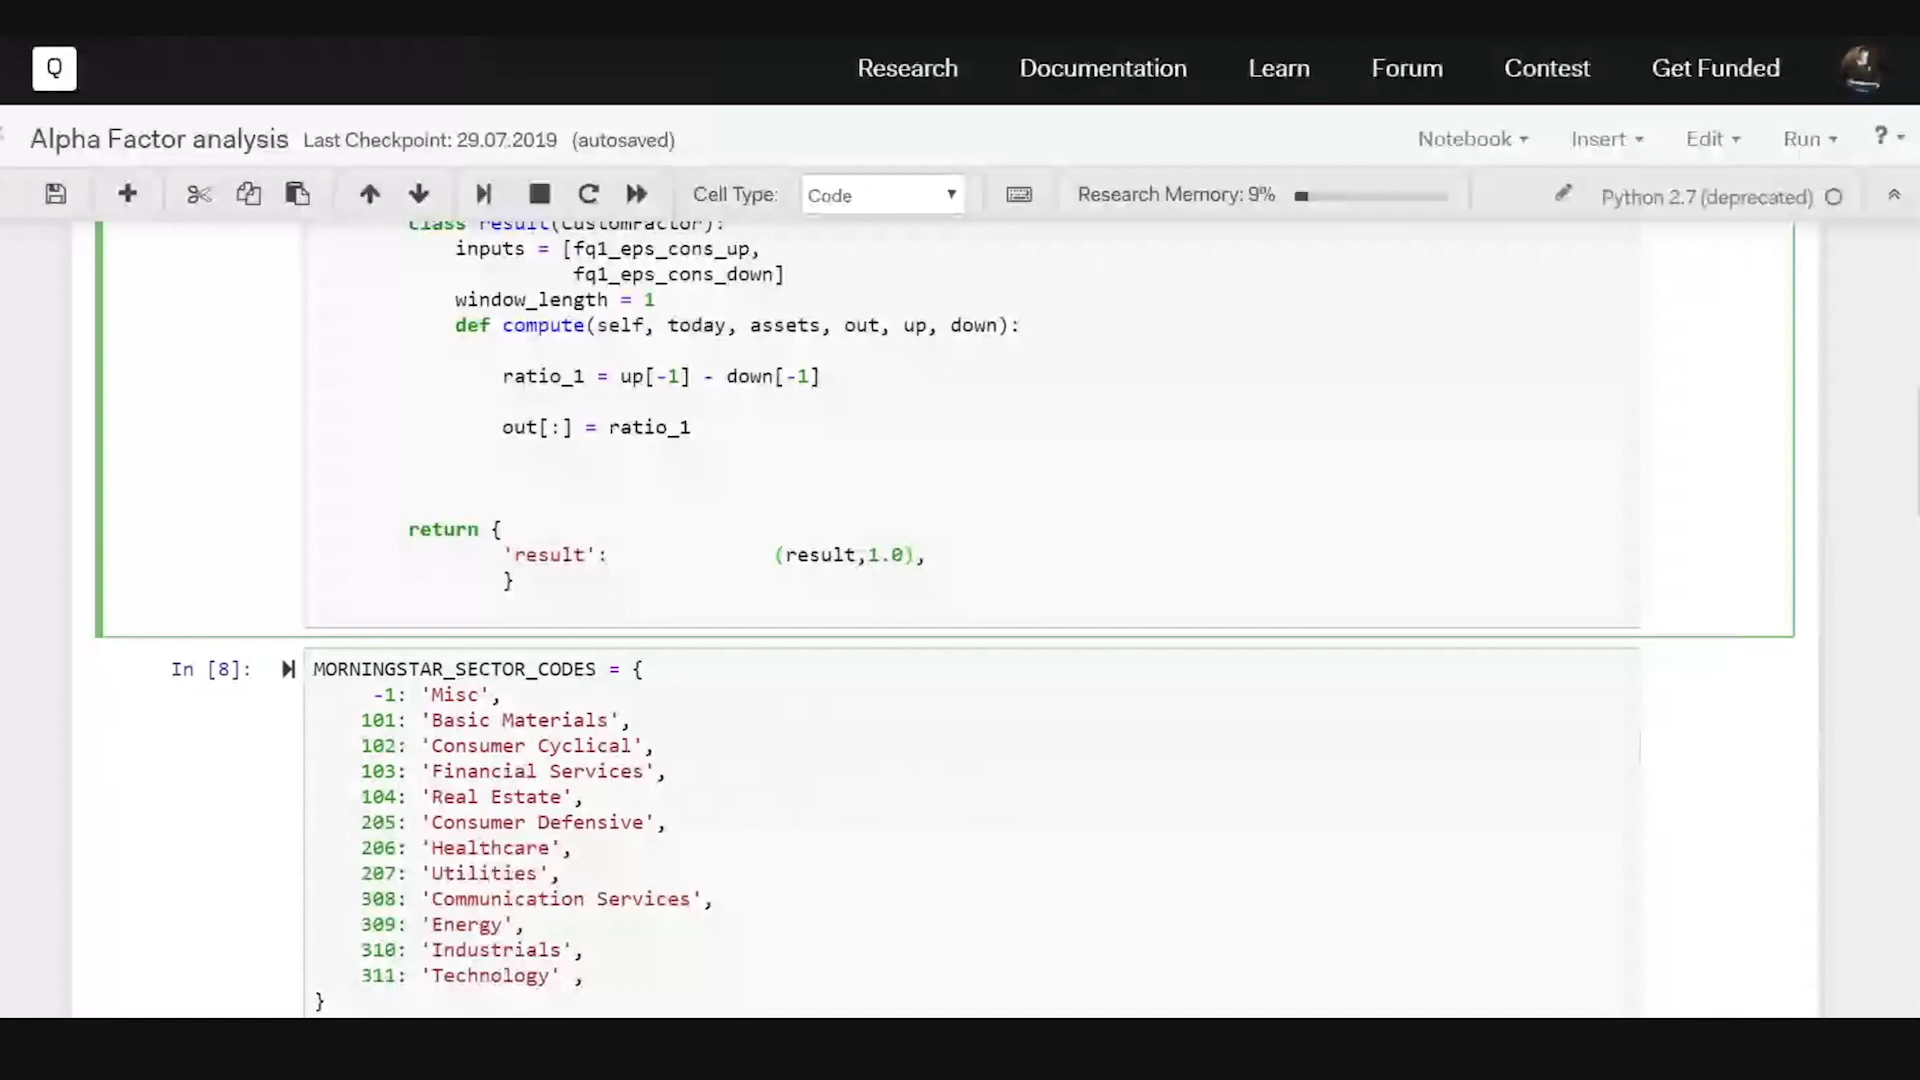 Q Research Documentation Learn Forum Contest Get Funded
Alpha Factor analysis Last Checkpoint: 29.07.2019 (autosaved) Notebook Insert Edit Run ?
Cell Type: Code Research Memory: 9% Python 2.7 (deprecated)
class result(CustomFactor):
inputs = [fq1_eps_cons_up,
fq1_eps_cons_down]
window_length = 1
def compute(self, today, assets, out, up, down):
ratio_1 = up[-1] - down[-1]
out[:] = ratio_1
return {
'result': (result,1.0),
}
In [8]: MORNINGSTAR_SECTOR_CODES = {
-1: 'Misc',
101: 'Basic Materials',
102: 'Consumer Cyclical',
103: 'Financial Services',
104: 'Real Estate',
205: 'Consumer Defensive',
206: 'Healthcare',
207: 'Utilities',
308: 'Communication Services',
309: 'Energy',
310: 'Industrials',
311: 'Technology' ,
}